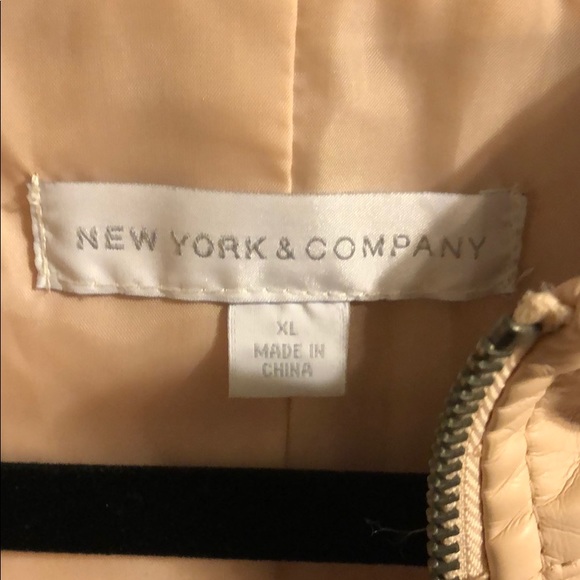 NEW YORK & COMPANY
XL
MADE IN
CHINA